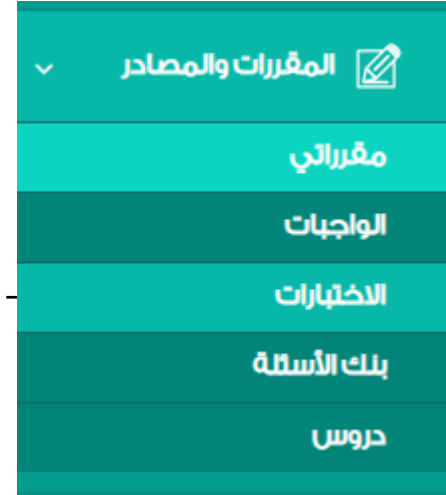 المقررات والمصادر
مقرراتي
الواجبات
الاختبارات
بنك الأسئلة
دروس